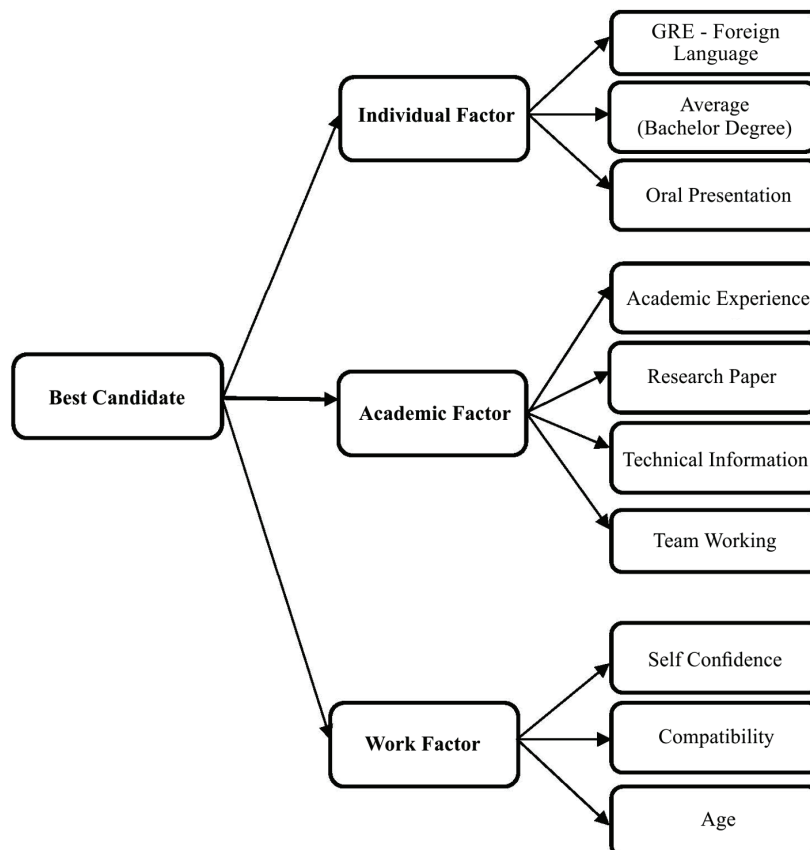 GRE - Foreign
Language
Individual Factor
Average
(Bachelor Degree)
Oral Presentation
Academic Experience
Research Paper
Best Candidate
Academic Factor
Technical Information
Team Working
Self Confidence
Work Factor
Compatibility
Age